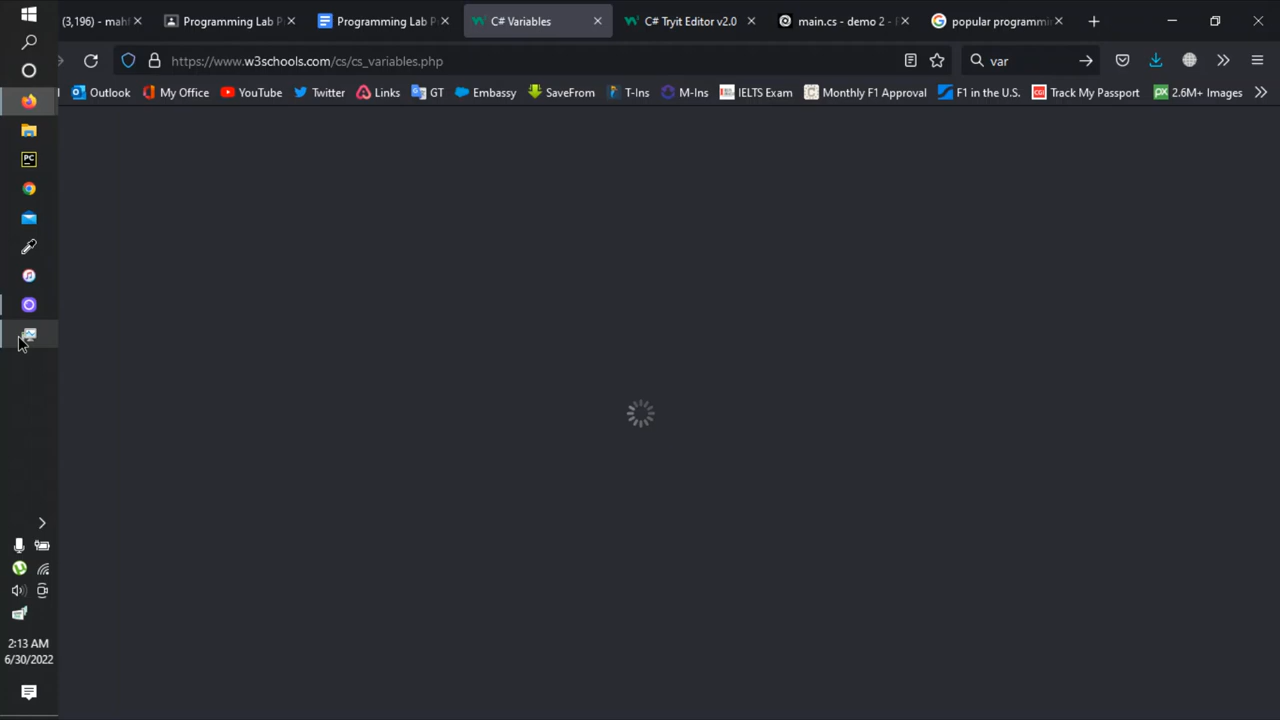 (3,196) - mah
Programming Lab P
Programming Lab P
C# Variables
C# Tryit Editor v2.0
main.cs - demo 2 -
popular programmi
https://www.w3schools.com/cs/cs_variables.php
var
Outlook
My Office
YouTube
Twitter
Links
GT
Embassy
SaveFrom
T-Ins
M-Ins
IELTS Exam
Monthly F1 Approval
F1 in the U.S.
Track My Passport
2.6M+ Images
PC
2:13 AM
6/30/2022